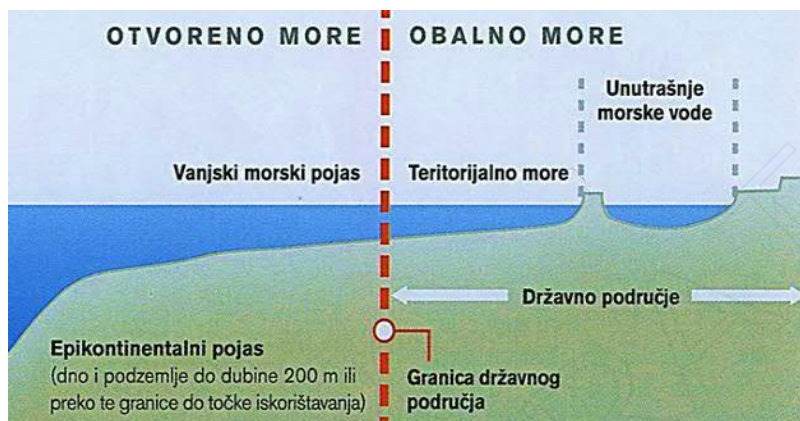 OTVORENO MORE
OBALNO MORE
Unutrašnje
morske vode
Vanjski morski pojas
Teritorijalno more
Državno područje
Epikontinentalni pojas
(dno i podzemlje do dubine 200 m ili
preko te granice do točke iskorištavanja)
Granica državnog
područja